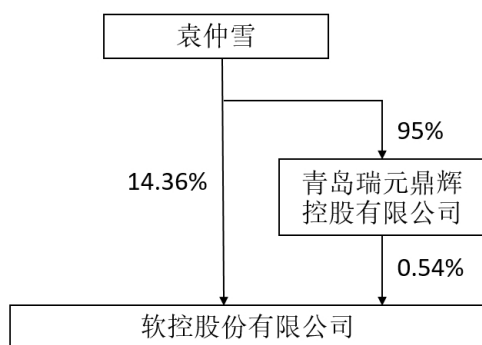 袁仲雪
95%
14.36%
青岛瑞元鼎辉
控股有限公司
0.54%
软控股份有限公司